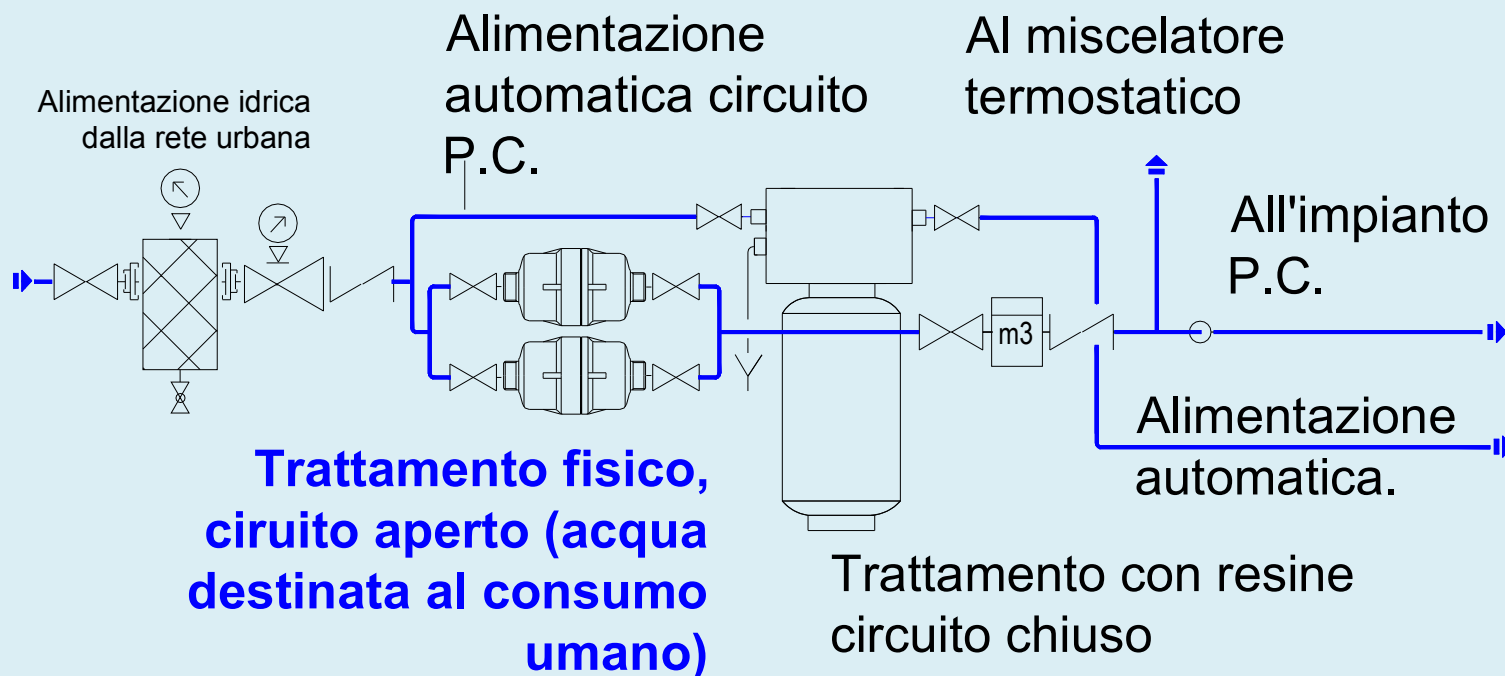 Alimentazione idrica
dalla rete urbana
Alimentazione
automatica circuito
P.C.
Al miscelatore
termostatico
All'impianto
P.C.
m3
Alimentazione
automatica.
Trattamento fisico,
ciruito aperto (acqua
destinata al consumo
umano)
Trattamento con resine
circuito chiuso